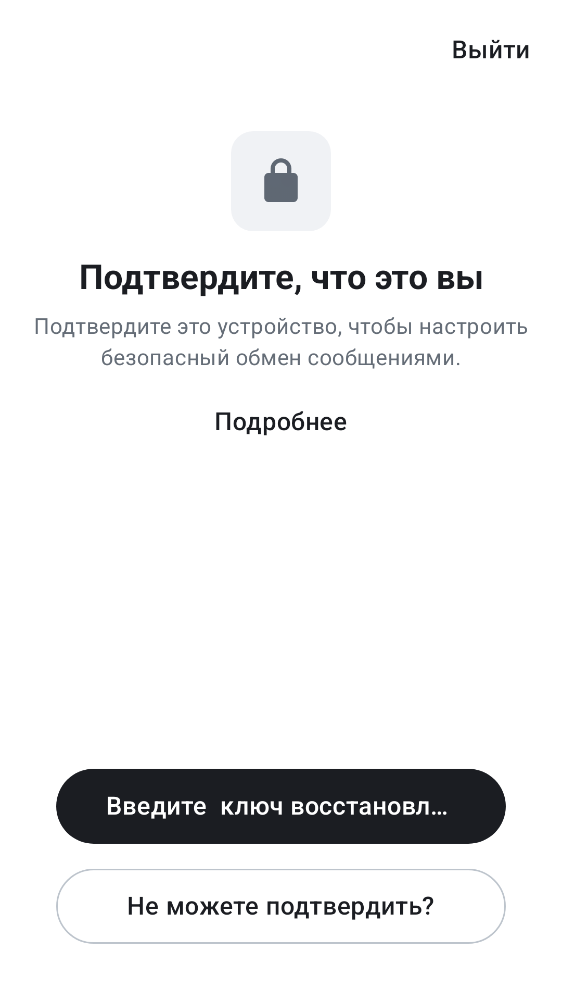 Выйти
Подтвердите, что это вы
Подтвердите это устройство, чтобы настроить
безопасный обмен сообщениями.
Подробнее
Введите  ключ восстановл…
Не можете подтвердить?